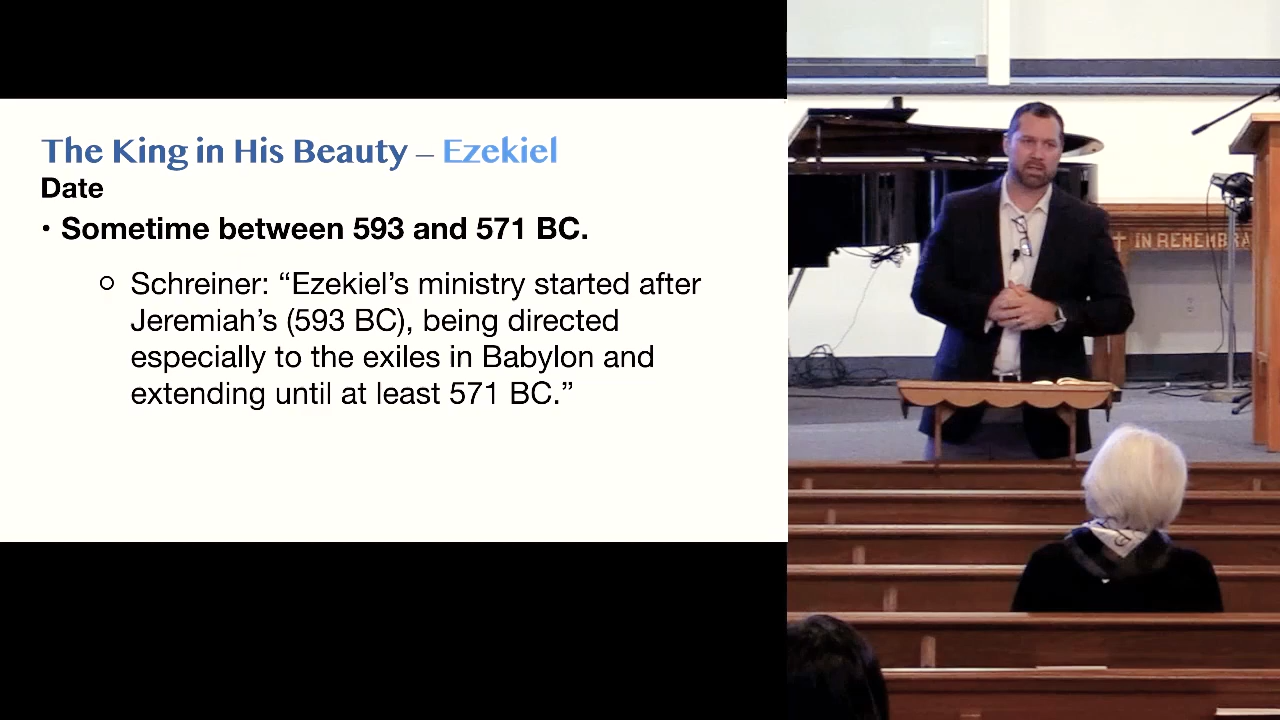 The King in His Beauty – Ezekiel
Date
• Sometime between 593 and 571 BC.
○ Schreiner: “Ezekiel’s ministry started after
Jeremiah’s (593 BC), being directed
especially to the exiles in Babylon and
extending until at least 571 BC.”
IN REMEMBRA